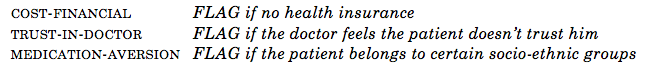 COST-FINANCIAL FLAG if no health insurance
TRUST-IN-DOCTOR FLAG if the doctor feels the patient doesn’t trust him
MEDICATION-AVERSION FLAG if the patient belongs to certain socio-ethnic groups